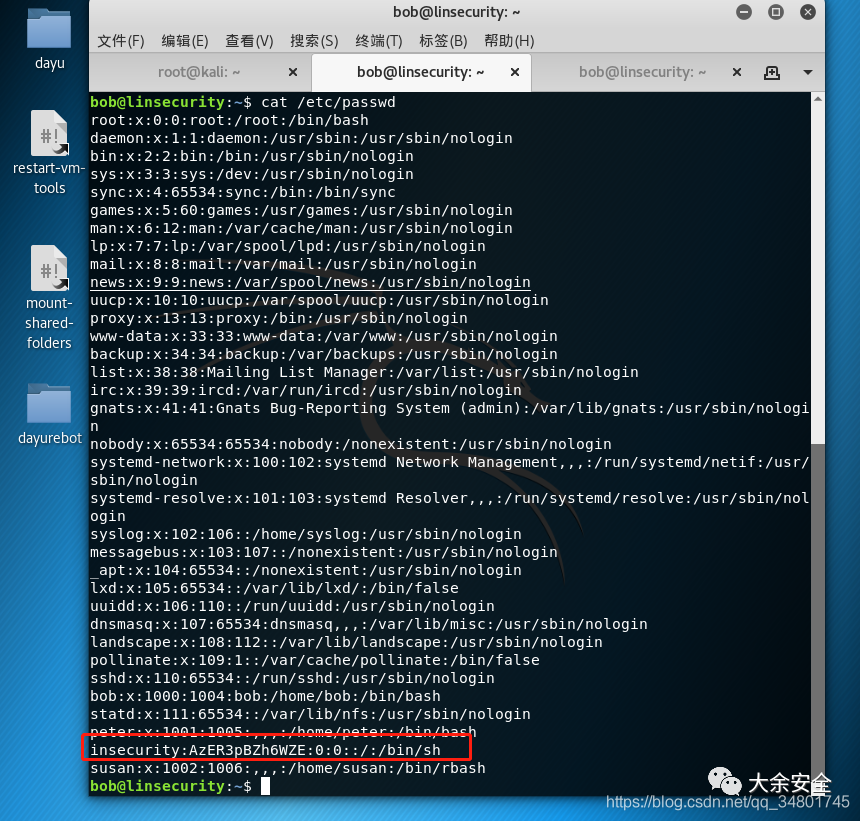 dayu
restart-vm-
tools
mount-
shared-
folders
dayurebot
bob@linsecurity: ~
文件(F) 编辑(E) 查看(V) 搜索(S) 终端(T) 标签(B) 帮助(H)
root@kali: ~ × bob@linsecurity: ~ × bob@linsecurity: ~ ×
bob@linsecurity:~$ cat /etc/passwd
root:x:0:0:root:/root:/bin/bash
daemon:x:1:1:daemon:/usr/sbin:/usr/sbin/nologin
bin:x:2:2:bin:/bin:/usr/sbin/nologin
sys:x:3:3:sys:/dev:/usr/sbin/nologin
sync:x:4:65534:sync:/bin:/bin/sync
games:x:5:60:games:/usr/games:/usr/sbin/nologin
man:x:6:12:man:/var/cache/man:/usr/sbin/nologin
lp:x:7:7:lp:/var/spool/lpd:/usr/sbin/nologin
mail:x:8:8:mail:/var/mail:/usr/sbin/nologin
news:x:9:9:news:/var/spool/news:/usr/sbin/nologin
uucp:x:10:10:uucp:/var/spool/uucp:/usr/sbin/nologin
proxy:x:13:13:proxy:/bin:/usr/sbin/nologin
www-data:x:33:33:www-data:/var/www:/usr/sbin/nologin
backup:x:34:34:backup:/var/backups:/usr/sbin/nologin
list:x:38:38:Mailing List Manager:/var/list:/usr/sbin/nologin
irc:x:39:39:ircd:/var/run/ircd:/usr/sbin/nologin
gnats:x:41:41:Gnats Bug-Reporting System (admin):/var/lib/gnats:/usr/sbin/nologi
n
nobody:x:65534:65534:nobody:/nonexistent:/usr/sbin/nologin
systemd-network:x:100:102:systemd Network Management,,,:/run/systemd/netif:/usr/
sbin/nologin
systemd-resolve:x:101:103:systemd Resolver,,,:/run/systemd/resolve:/usr/sbin/nol
ogin
syslog:x:102:106::/home/syslog:/usr/sbin/nologin
messagebus:x:103:107::/nonexistent:/usr/sbin/nologin
_apt:x:104:65534::/nonexistent:/usr/sbin/nologin
lxd:x:105:65534::/var/lib/lxd/:/bin/false
uuidd:x:106:110::/run/uuidd:/usr/sbin/nologin
dnsmasq:x:107:65534:dnsmasq,,,:/var/lib/misc:/usr/sbin/nologin
landscape:x:108:112::/var/lib/landscape:/usr/sbin/nologin
pollinate:x:109:1::/var/cache/pollinate:/bin/false
sshd:x:110:65534::/run/sshd:/usr/sbin/nologin
bob:x:1000:1004:bob:/home/bob:/bin/bash
statd:x:111:65534::/var/lib/nfs:/usr/sbin/nologin
peter:x:1001:1005:,,,:/home/peter:/bin/bash
insecurity:AzER3pBZh6WZE:0:0::/:/bin/sh
susan:x:1002:1006:,,,:/home/susan:/bin/rbash
bob@linsecurity:~$
大余安全
https://blog.csdn.net/qq_34801745